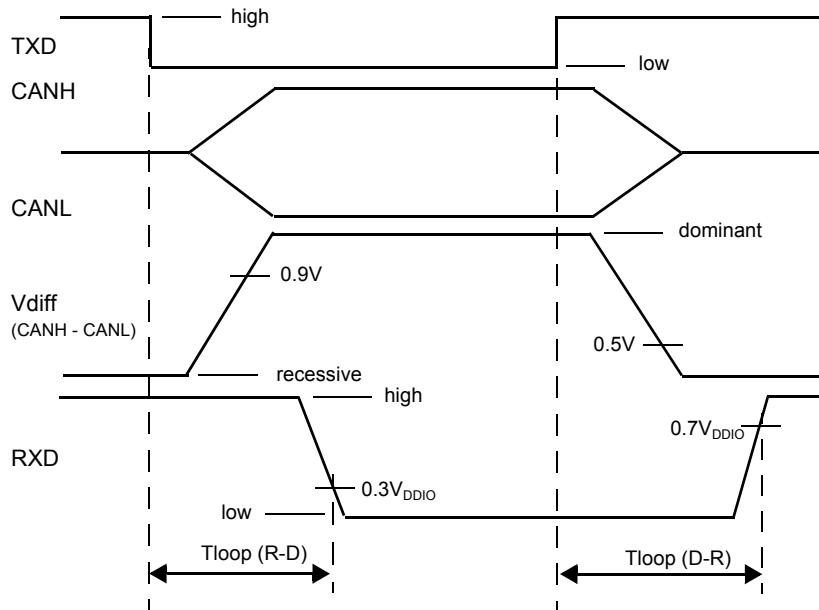 high
TXD
low
CANH
CANL
dominant
0.9V
Vdiff
(CANH - CANL)
0.5V
recessive
high
0.7VDDIO
RXD
0.3VDDIO
low
Tloop (R-D)
Tloop (D-R)